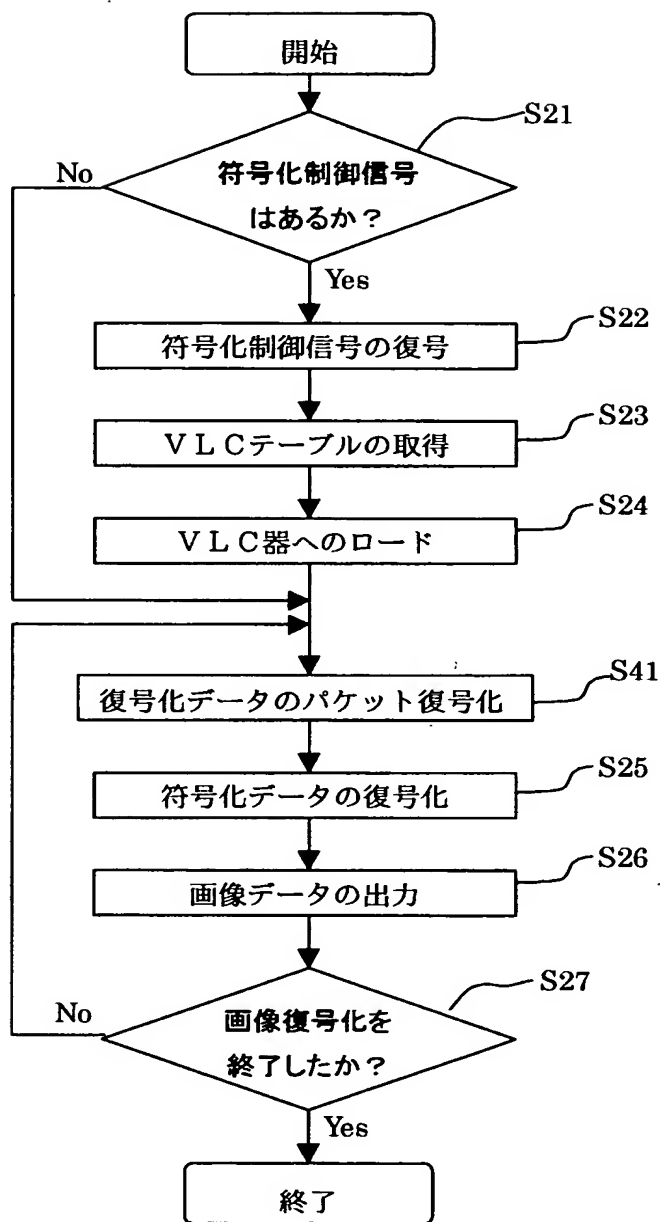 開始
S21
No
符号化制御信号
はあるか？
Yes
S22
符号化制御信号の復号
S23
ＶＬＣテーブルの取得
S24
ＶＬＣ器へのロード
S41
復号化データのパケット復号化
S25
符号化データの復号化
S26
画像データの出力
S27
No
画像復号化を
終了したか？
Yes
終了